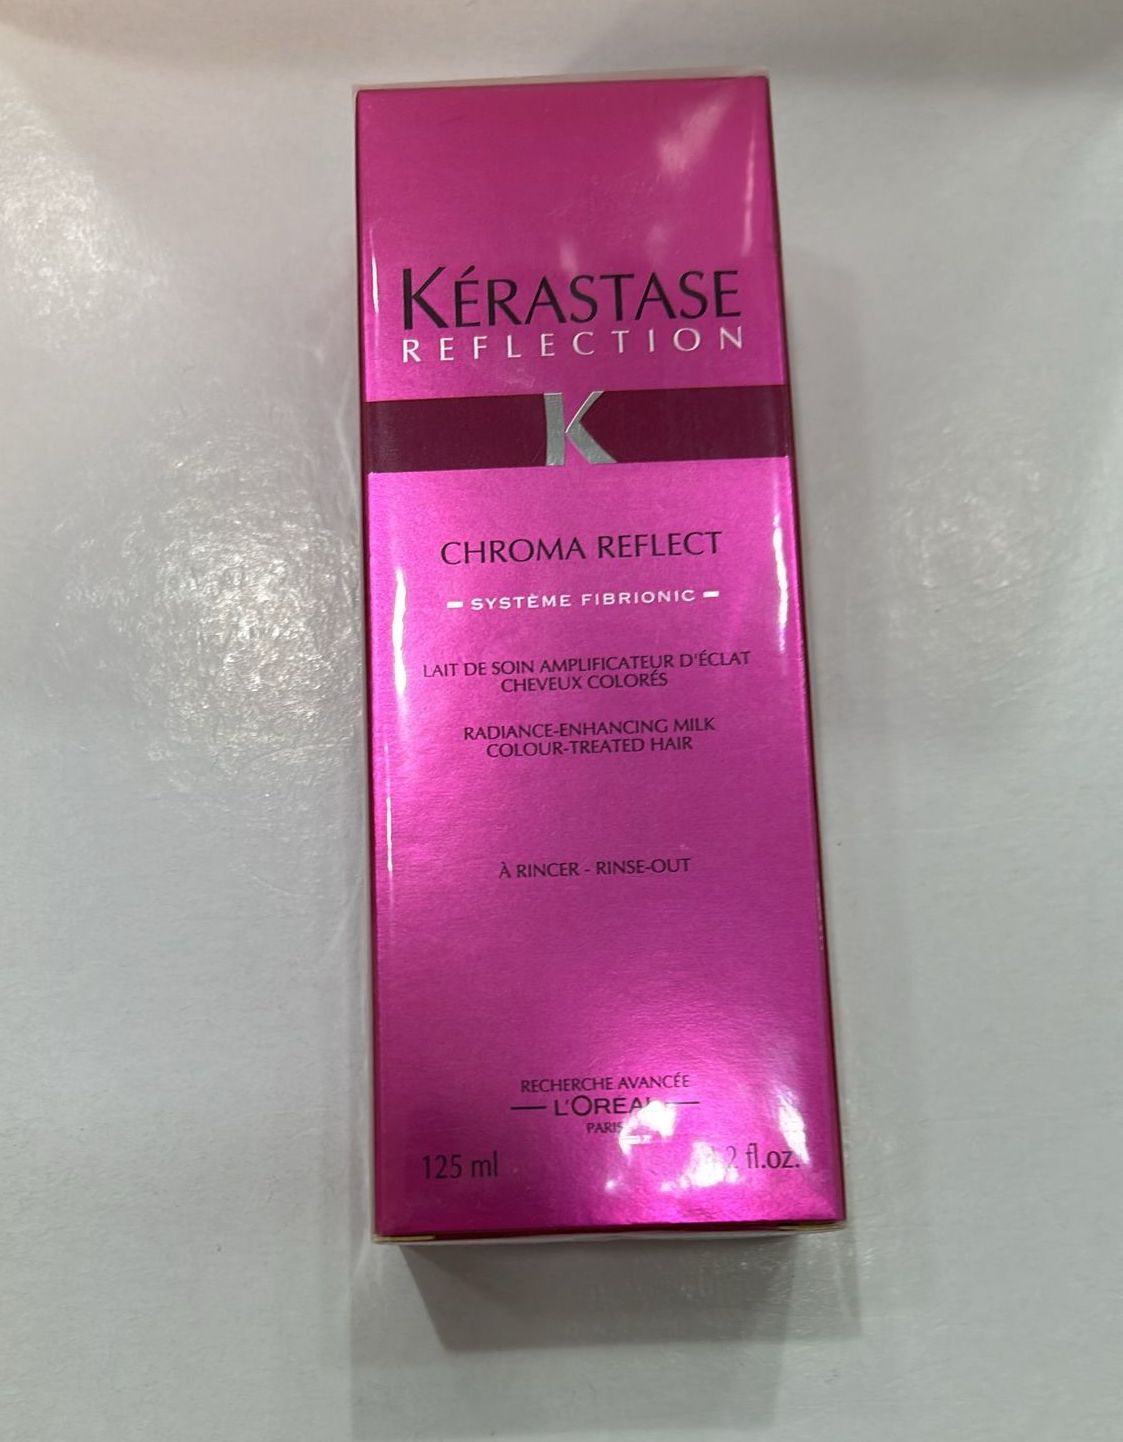 KÉRASTASE
REFLECTION
K
CHROMA REFLECT
SYSTÈME FIBRIONIC
LAIT DE SOIN AMPLIFICATEUR D'ÉCLAT
CHEVEUX COLORÉS
RADIANCE-ENHANCING MILK
COLOUR-TREATED HAIR
À RINCER - RINSE-OUT
RECHERCHE AVANCÉE
L'ORÉAL
PARIS
125 ml fl.oz.